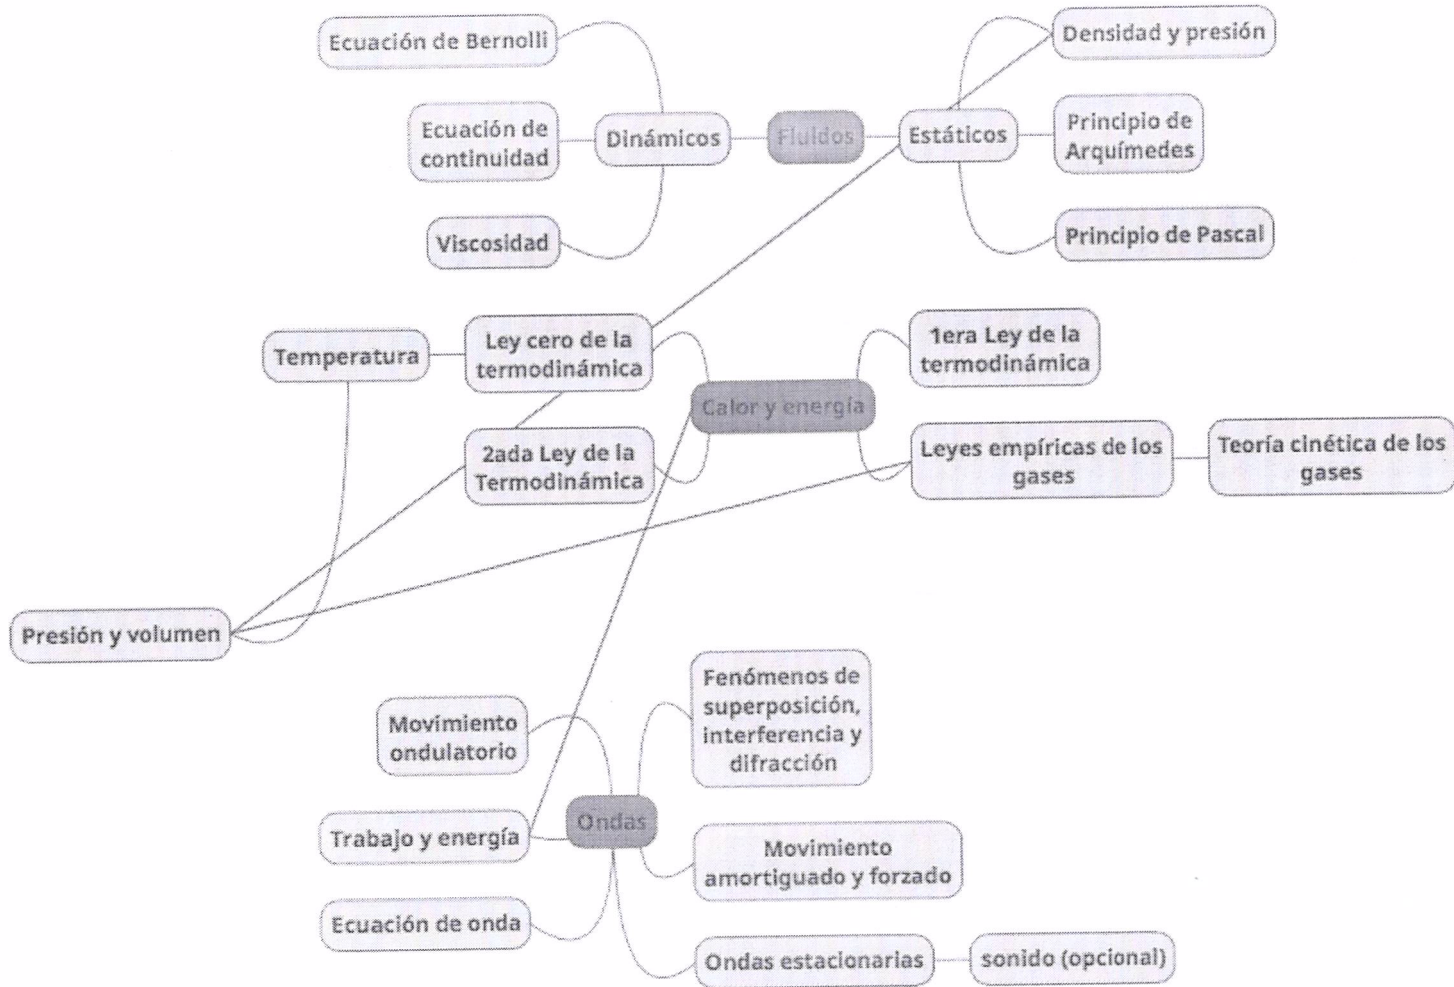 Ecuación de Bernolli
Densidad y presión
Ecuación de
continuidad
Dinámicos
Fluidos
Estáticos
Principio de
Arquímedes
Viscosidad
Principio de Pascal
Temperatura
Ley cero de la
termodinámica
1era Ley de la
termodinámica
Calor y energía
2ada Ley de la
Termodinámica
Leyes empíricas de los
gases
Teoría cinética de los
gases
Presión y volumen
Movimiento
ondulatorio
Fenómenos de
superposición,
interferencia y
difracción
Trabajo y energía
Ondas
Movimiento
amortiguado y forzado
Ecuación de onda
Ondas estacionarias
sonido (opcional)